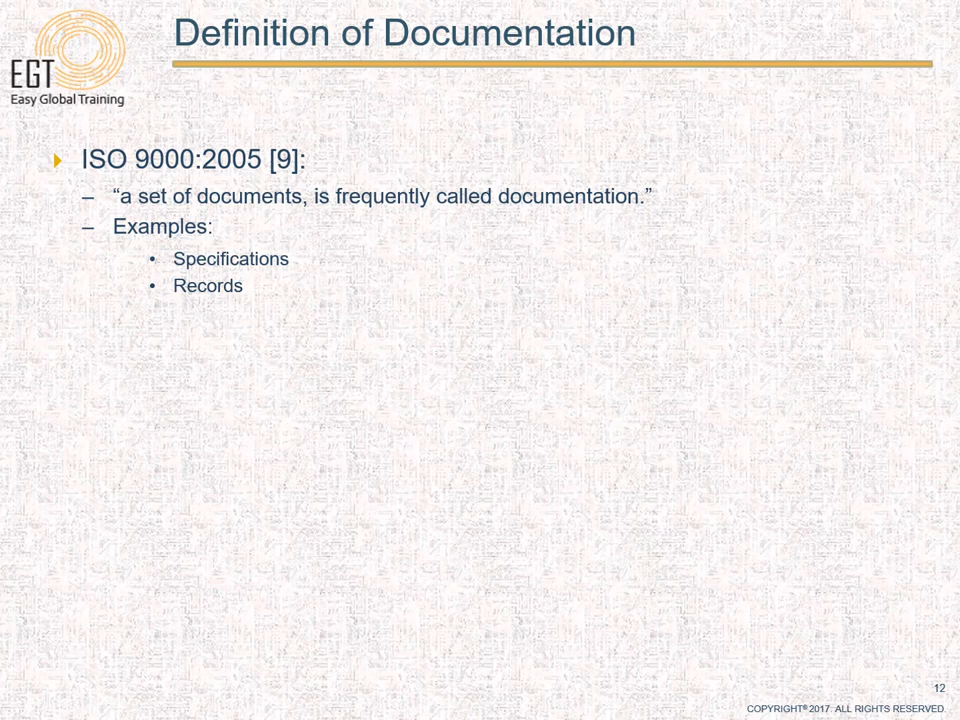 Definition of Documentation
EGT
Easy Global Training
ISO 9000:2005 [9]:
– “a set of documents, is frequently called documentation.”
– Examples:
• Specifications
• Records
12
COPYRIGHT® 2017. ALL RIGHTS RESERVED.